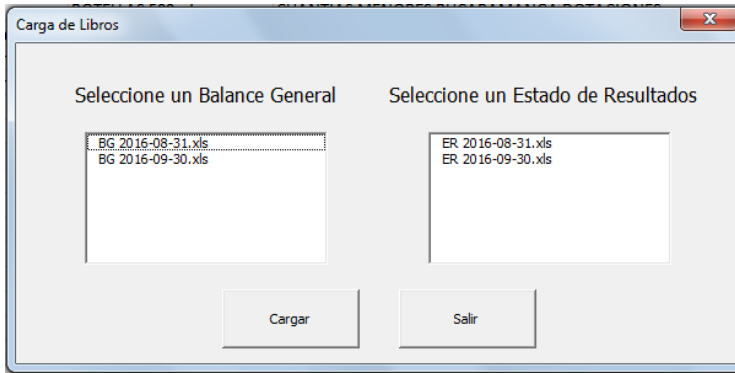 Carga de Libros
Seleccione un Balance General
Seleccione un Estado de Resultados
BG 2016-08-31.xls
BG 2016-09-30.xls
ER 2016-08-31.xls
ER 2016-09-30.xls
Cargar
Salir